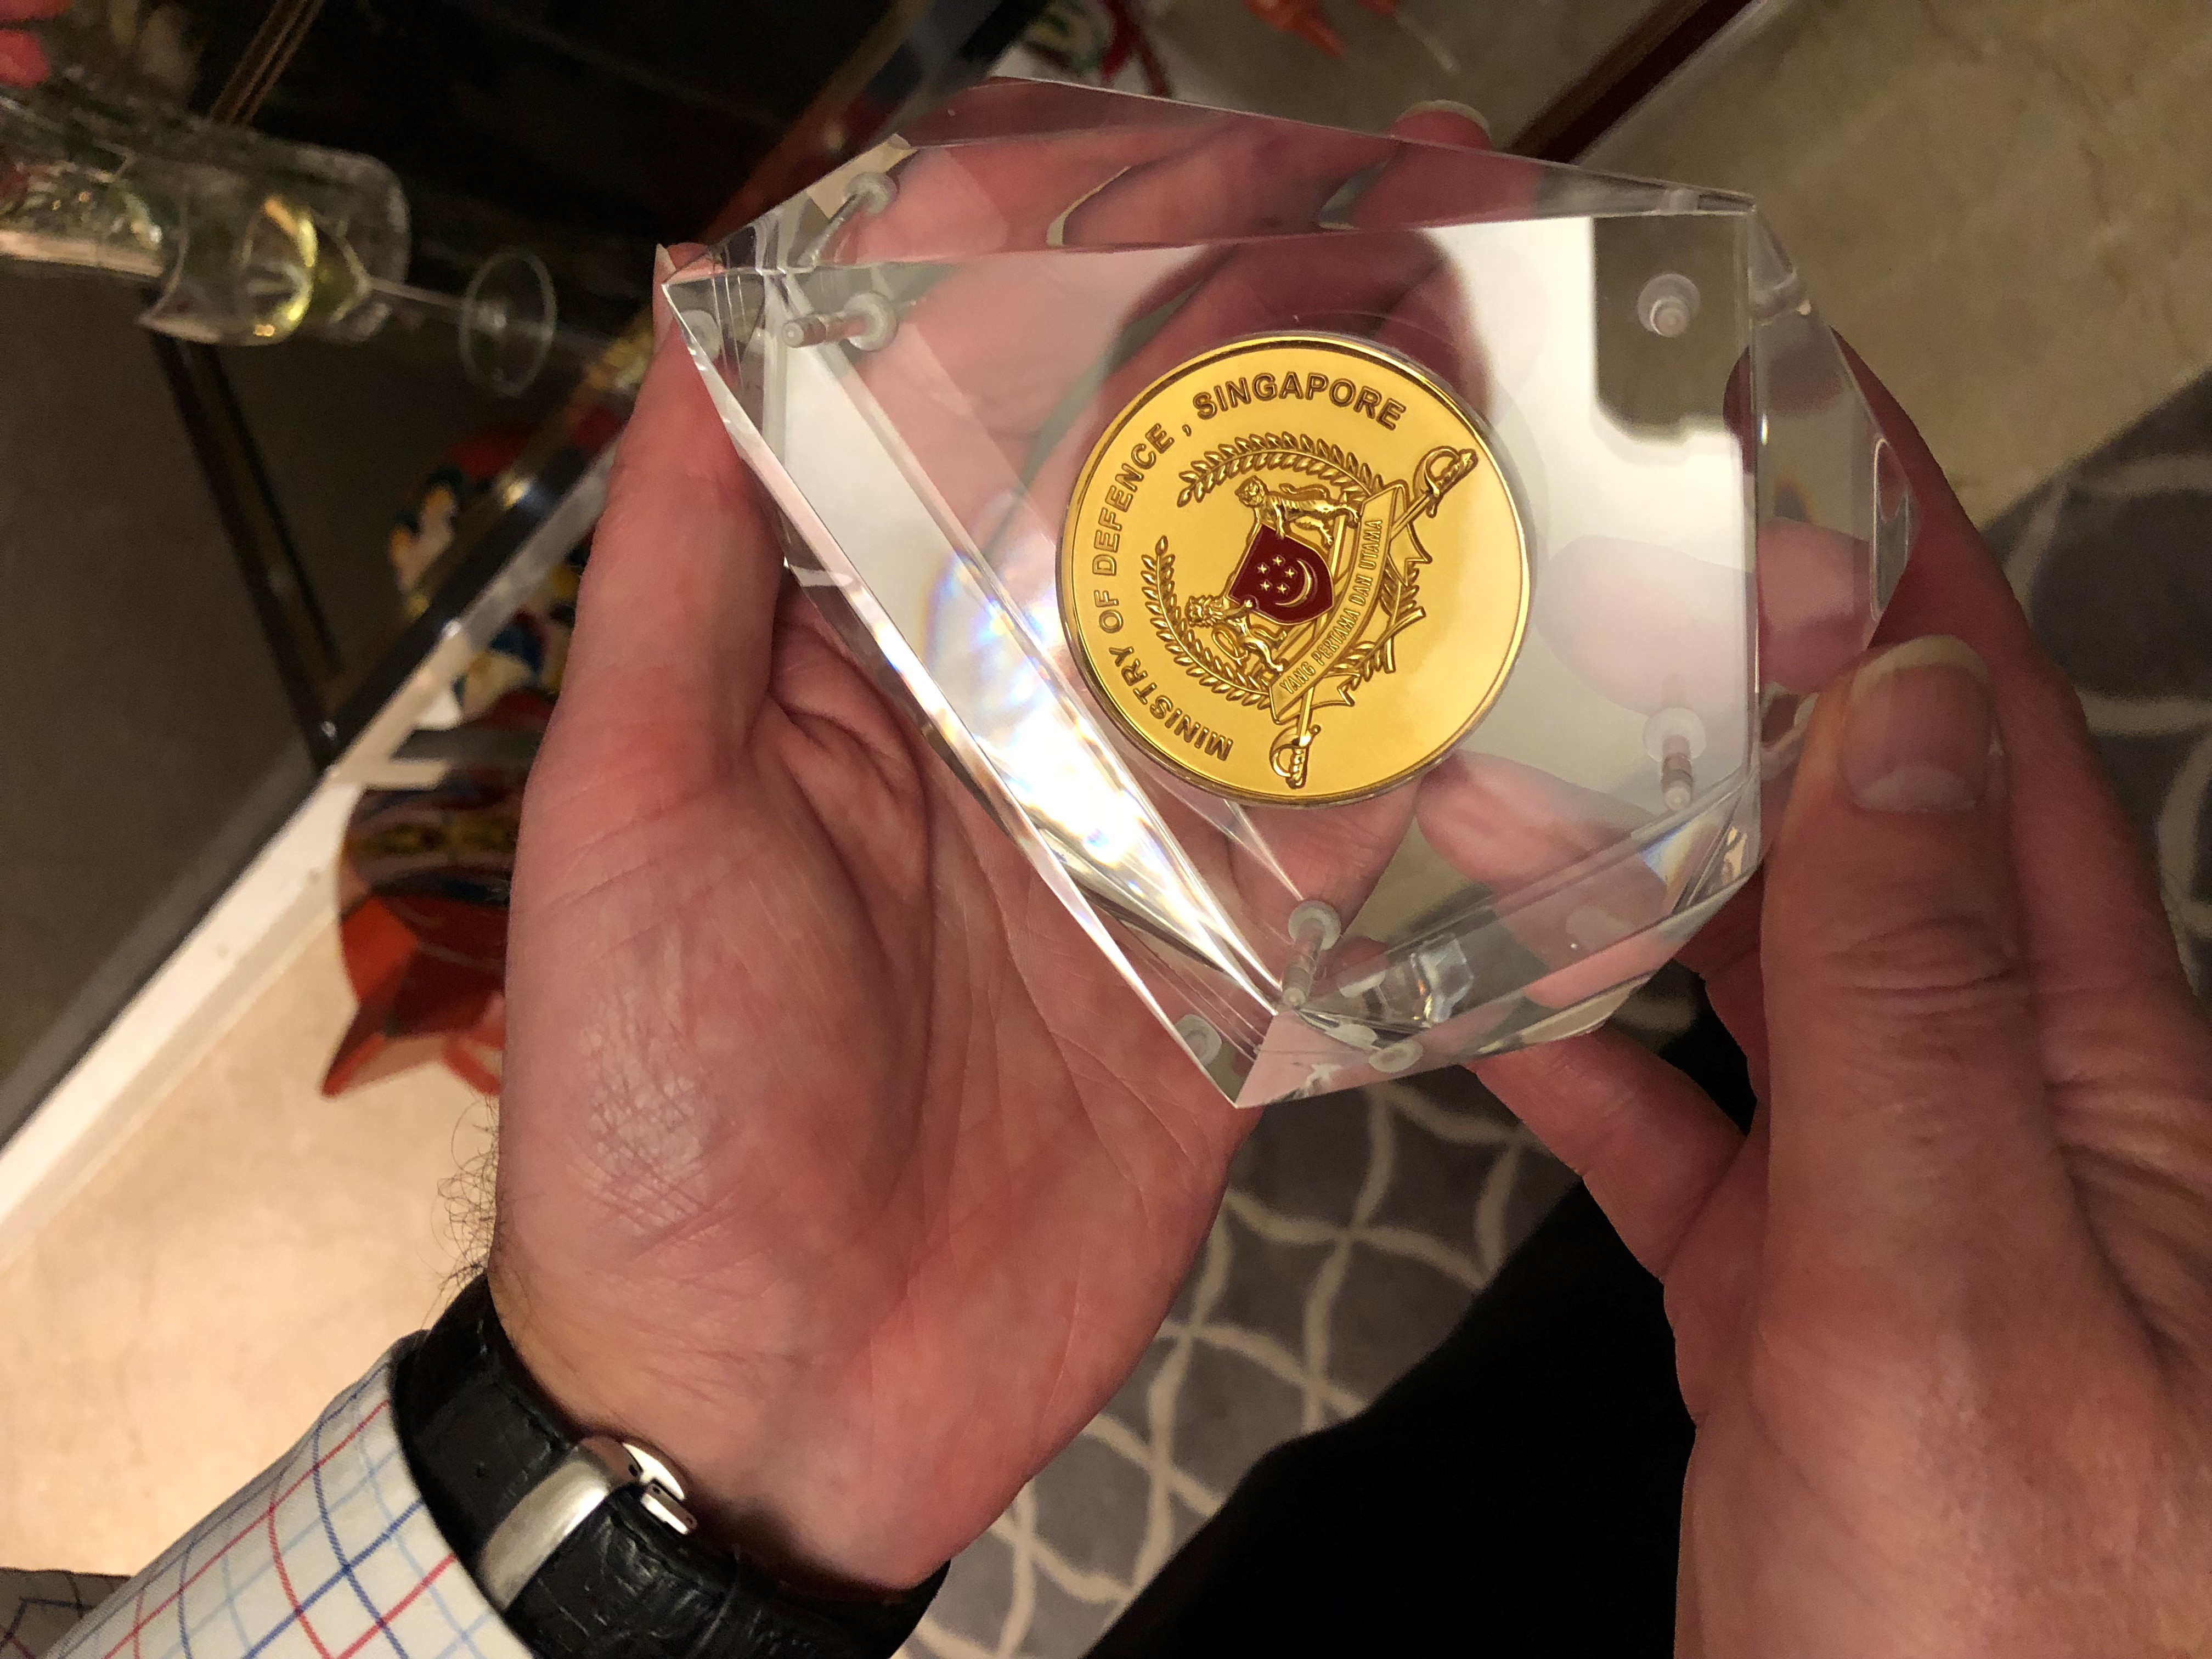 MINISTRY OF DEFENCE, SINGAPORE
YANG PERTAMA DAN UTAMA